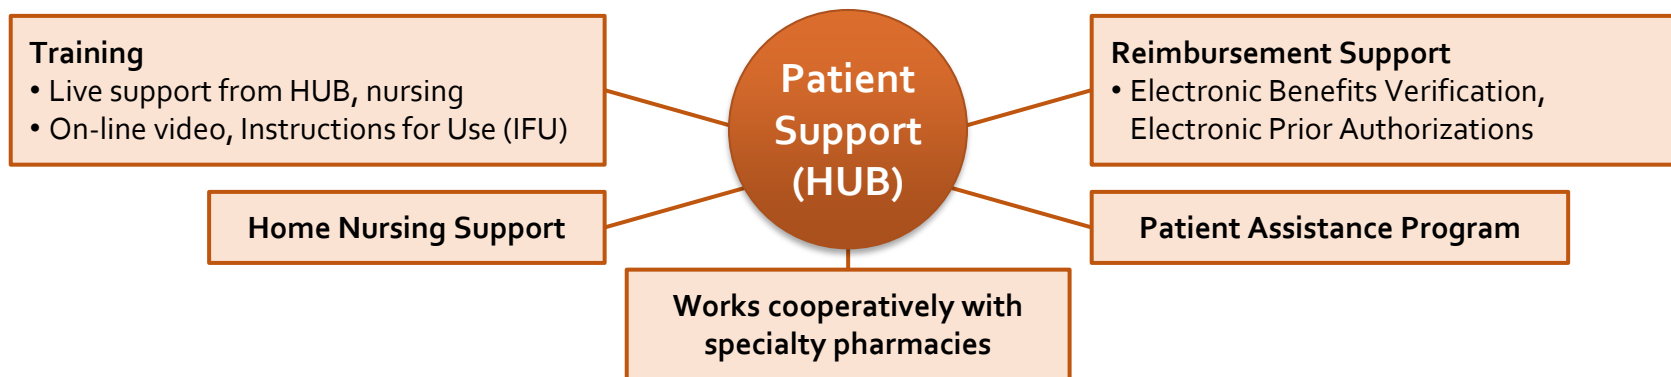 Training
• Live support from HUB, nursing
• On-line video, Instructions for Use (IFU)
Home Nursing Support
Patient
Support
(HUB)
Works cooperatively with
specialty pharmacies
Reimbursement Support
• Electronic Benefits Verification,
Electronic Prior Authorizations
Patient Assistance Program